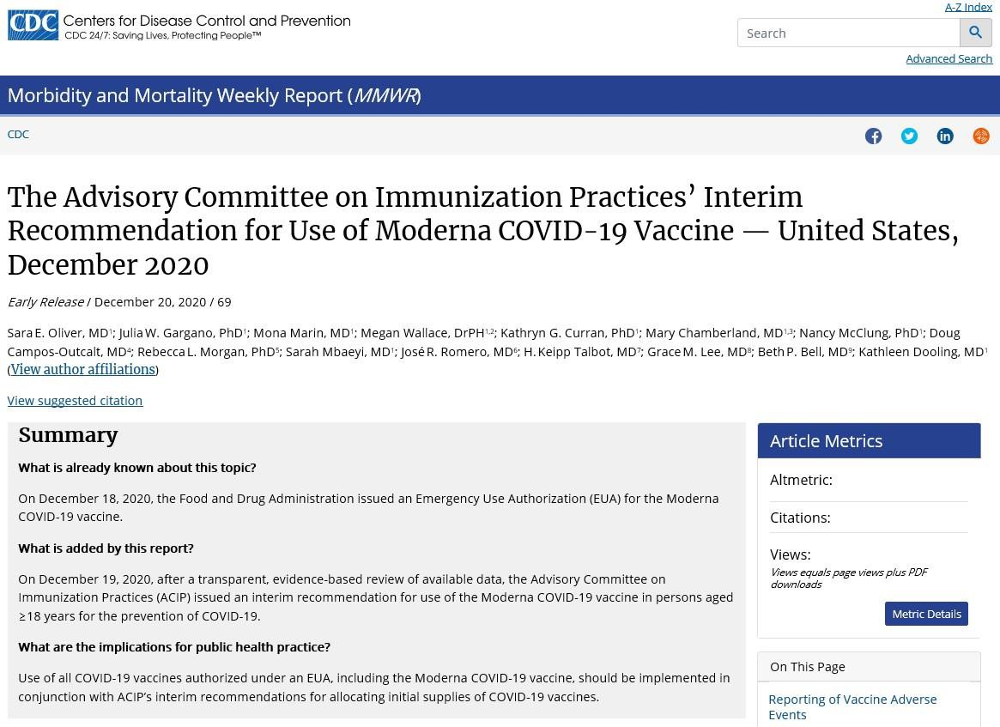 A-Z Index
CDC
Centers for Disease Control and Prevention
CDC 24/7: Saving Lives, Protecting People™
Search
Advanced Search
Morbidity and Mortality Weekly Report (MMWR)
CDC
The Advisory Committee on Immunization Practices’ Interim
Recommendation for Use of Moderna COVID-19 Vaccine — United States,
December 2020
Early Release / December 20, 2020 / 69
Sara E. Oliver, MD¹; Julia W. Gargano, PhD¹; Mona Marin, MD¹; Megan Wallace, DrPH¹,²; Kathryn G. Curran, PhD¹; Mary Chamberland, MD¹,³; Nancy McClung, PhD¹; Doug
Campos-Outcalt, MD⁴; Rebecca L. Morgan, PhD⁵; Sarah Mbaeyi, MD¹; José R. Romero, MD⁶; H. Keipp Talbot, MD⁷; Grace M. Lee, MD⁸; Beth P. Bell, MD⁹; Kathleen Dooling, MD¹
(View author affiliations)
View suggested citation
Summary
What is already known about this topic?
On December 18, 2020, the Food and Drug Administration issued an Emergency Use Authorization (EUA) for the Moderna
COVID-19 vaccine.
What is added by this report?
On December 19, 2020, after a transparent, evidence-based review of available data, the Advisory Committee on
Immunization Practices (ACIP) issued an interim recommendation for use of the Moderna COVID-19 vaccine in persons aged
≥18 years for the prevention of COVID-19.
What are the implications for public health practice?
Use of all COVID-19 vaccines authorized under an EUA, including the Moderna COVID-19 vaccine, should be implemented in
conjunction with ACIP’s interim recommendations for allocating initial supplies of COVID-19 vaccines.
Article Metrics
Altmetric:
Citations:
Views:
Views equals page views plus PDF
downloads
Metric Details
On This Page
Reporting of Vaccine Adverse
Events